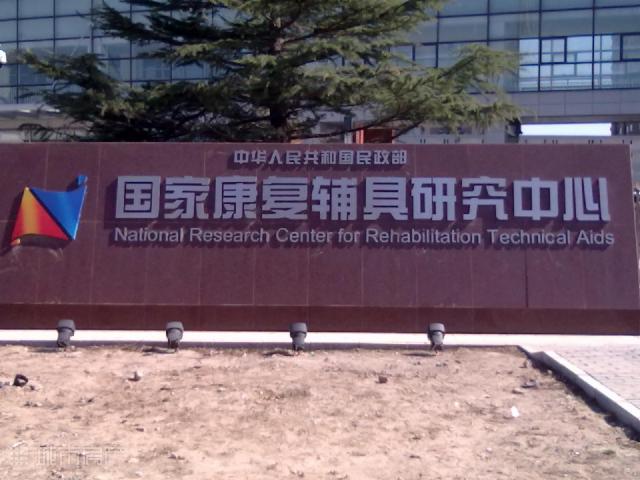 中华人民共和国民政部
国家康复辅具研究中心
National Research Center for Rehabilitation Technical Aids